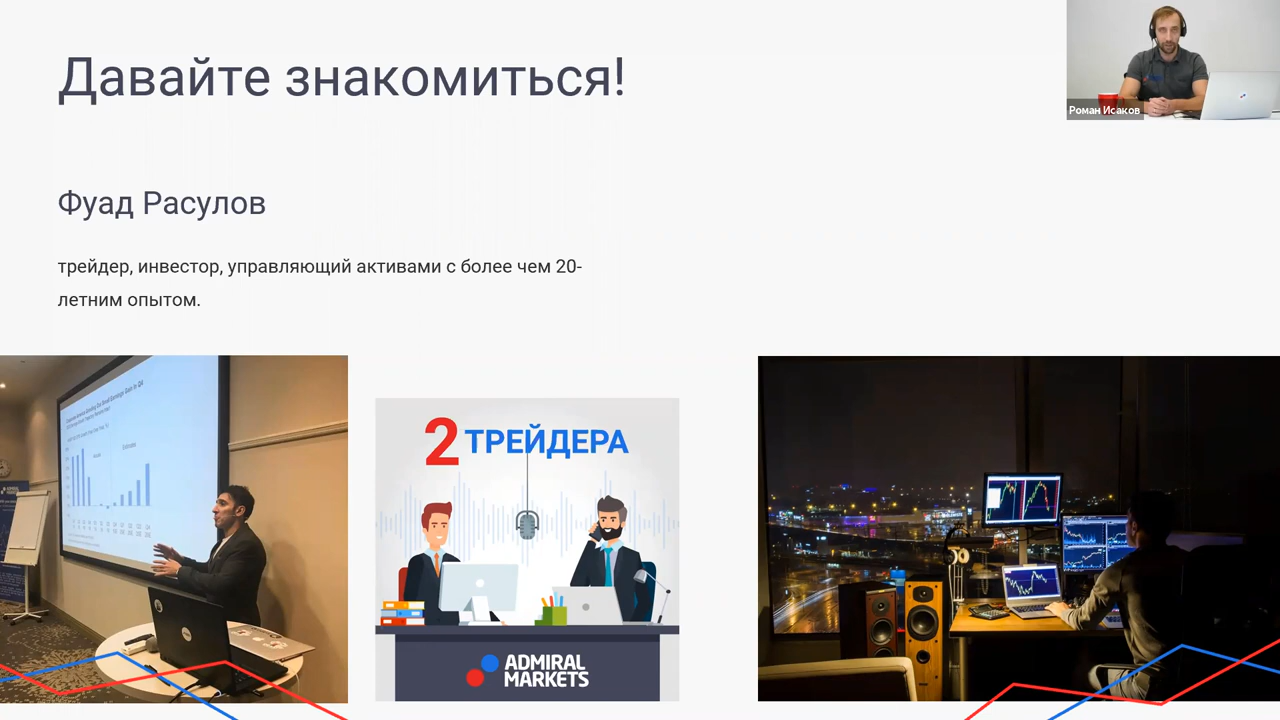 Давайте знакомиться!
Роман Исаков
Фуад Расулов
трейдер, инвестор, управляющий активами с более чем 20-
летним опытом.
2 ТРЕЙДЕРА
ADMIRAL
MARKETS